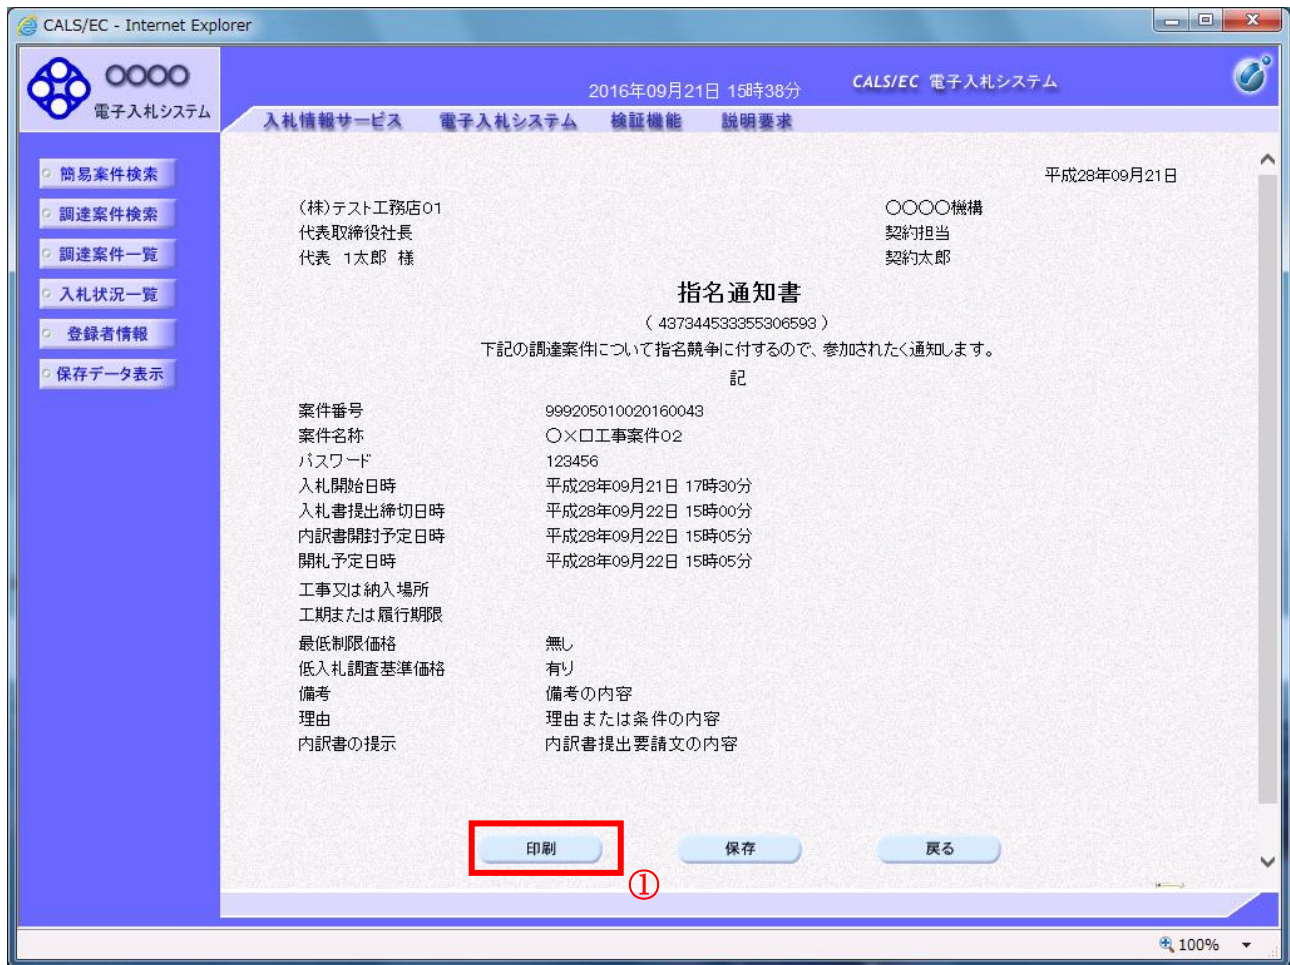 CALS/EC - Internet Explorer
〇〇〇〇
電子入札システム
2016年09月21日 15時38分
CALS/EC 電子入札システム
入札情報サービス 電子入札システム 検証機能 説明要求
簡易案件検索
調達案件検索
調達案件一覧
入札状況一覧
登録者情報
保存データ表示
平成28年09月21日
(株)テスト工務店01
〇〇〇〇機構
代表取締役社長
契約担当
代表 1太郎 様
契約太郎
指名通知書
( 437344533355306593 )
下記の調達案件について指名競争に付するので、参加されたく通知します。
記
案件番号 999205010020160043
案件名称 〇×口工事案件02
パスワード 123456
入札開始日時 平成28年09月21日 17時30分
入札書提出締切日時 平成28年09月22日 15時00分
内訳書開封予定日時 平成28年09月22日 15時05分
開札予定日時 平成28年09月22日 15時05分
工事又は納入場所
工期または履行期限
最低制限価格 無し
低入札調査基準価格 有り
備考 備考の内容
理由 理由または条件の内容
内訳書の提示 内訳書提出要請文の内容
印刷 保存 戻る
①
100%